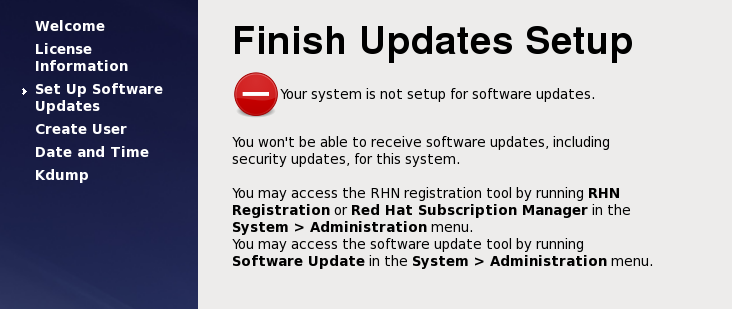 Welcome
License
Information
Set Up Software
Updates
Create User
Date and Time
Kdump
Finish Updates Setup
Your system is not setup for software updates.
You won't be able to receive software updates, including
security updates, for this system.
You may access the RHN registration tool by running RHN
Registration or Red Hat Subscription Manager in the
System > Administration menu.
You may access the software update tool by running
Software Update in the System > Administration menu.